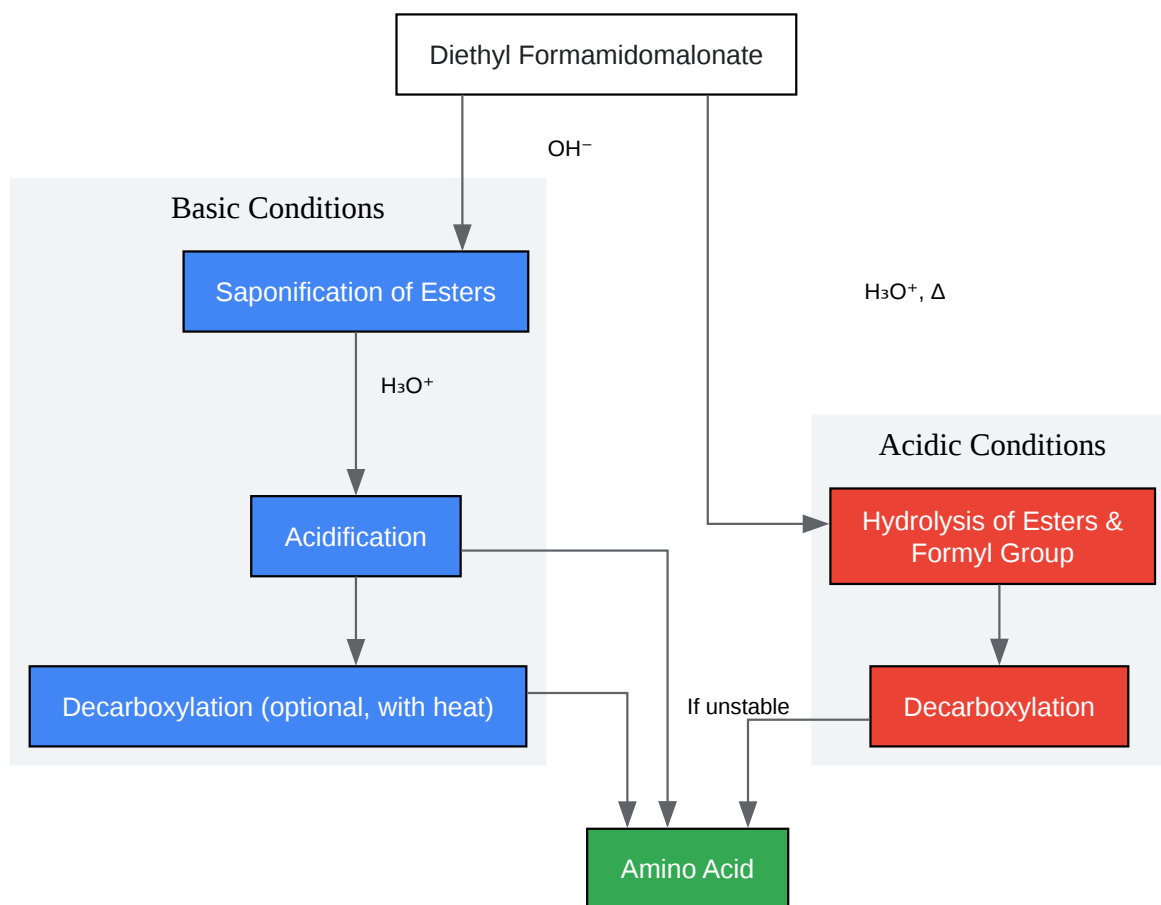 Diethyl Formamidomalonate
OH⁻
Basic Conditions
Saponification of Esters
H₃O⁺, Δ
H₃O⁺
Acidic Conditions
Acidification
Hydrolysis of Esters &
Formyl Group
Decarboxylation (optional, with heat)
If unstable
Decarboxylation
Amino Acid